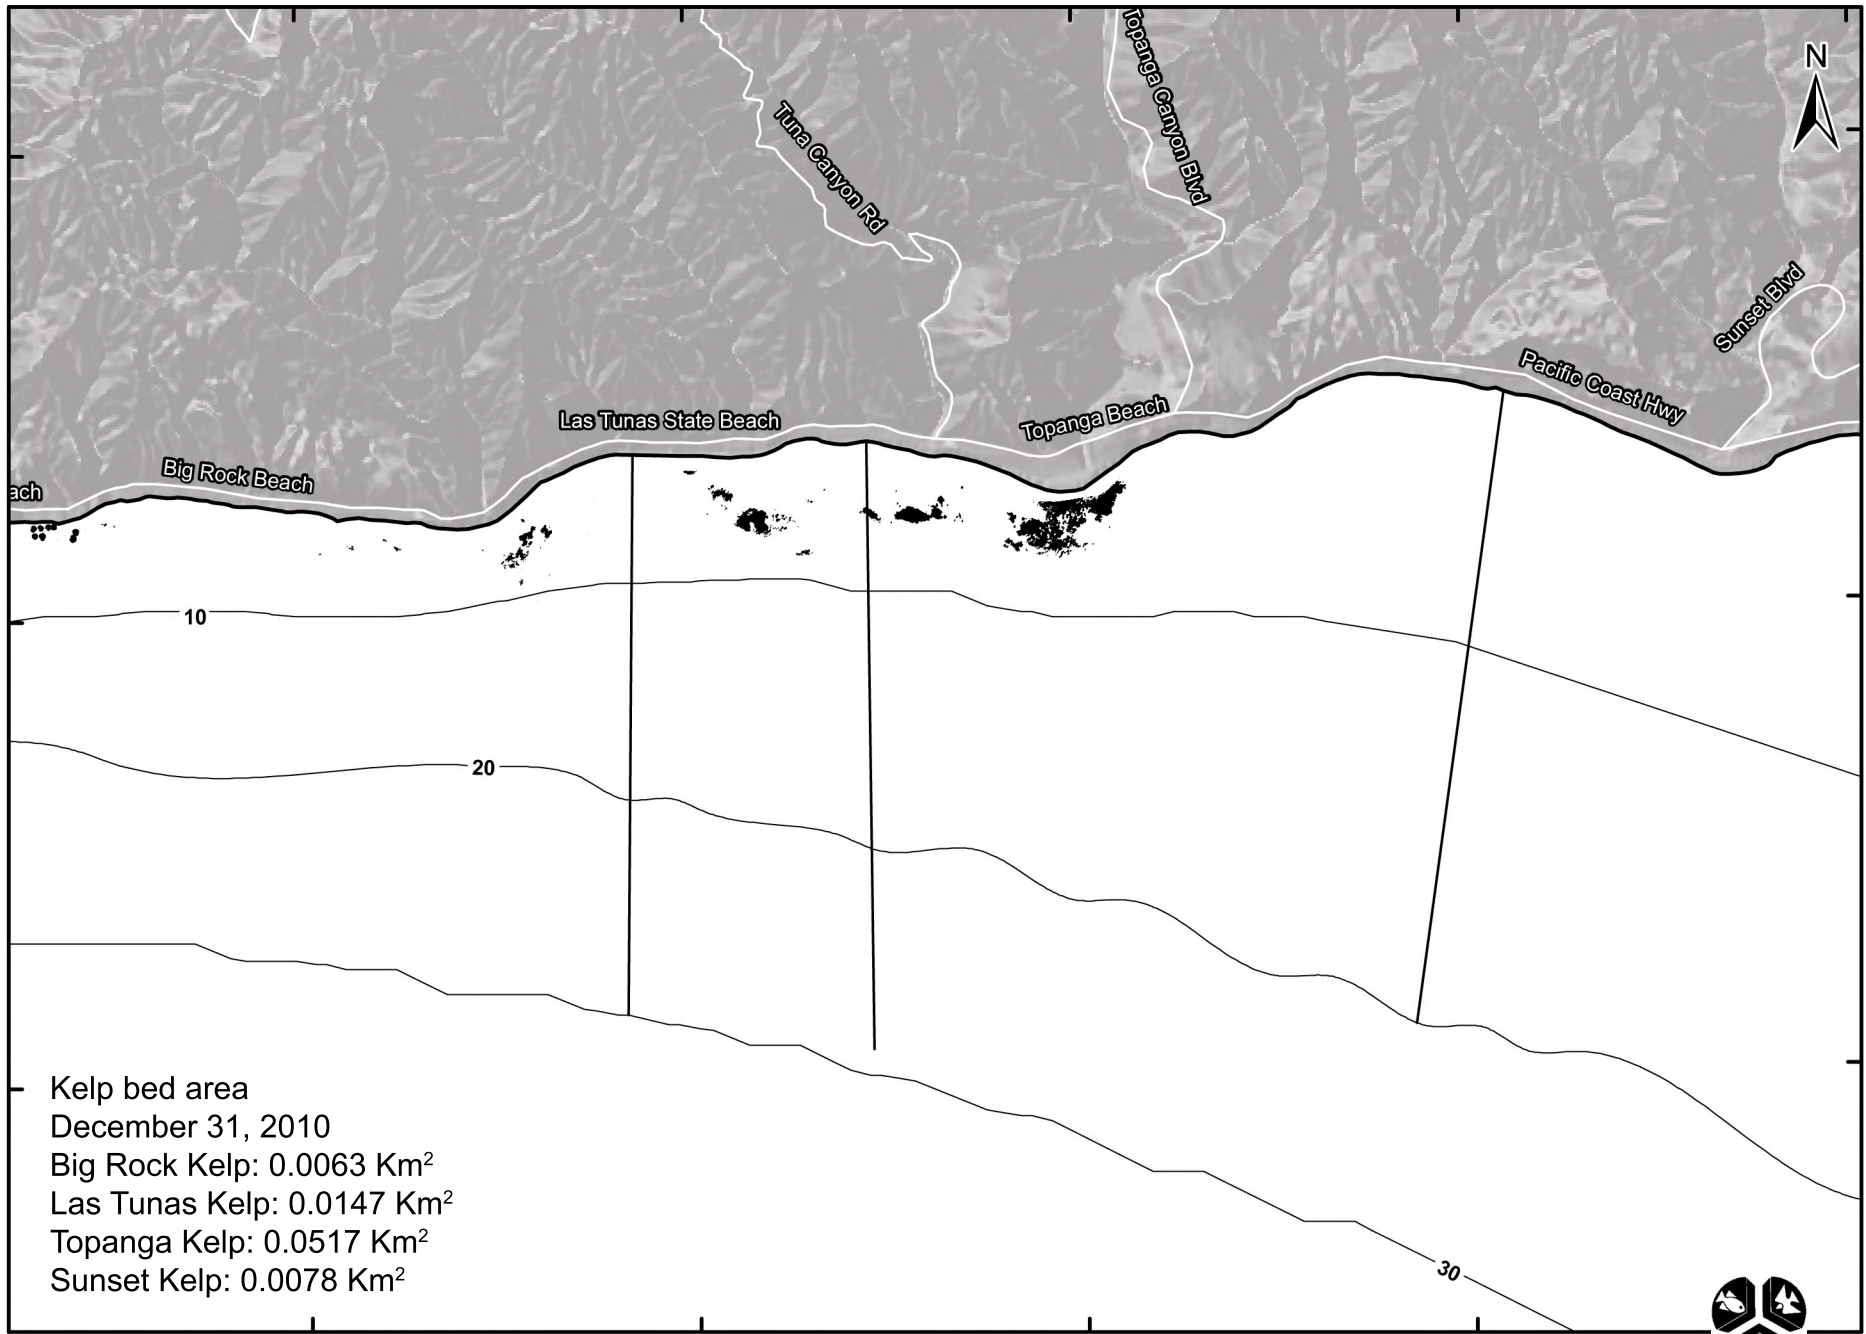 N
Topanga Canyon Blvd
Tuna Canyon Rd
Sunset Blvd
Pacific Coast Hwy
Las Tunas State Beach
Topanga Beach
Big Rock Beach
ach
10
20
30
Kelp bed area
December 31, 2010
Big Rock Kelp: 0.0063 Km²
Las Tunas Kelp: 0.0147 Km²
Topanga Kelp: 0.0517 Km²
Sunset Kelp: 0.0078 Km²